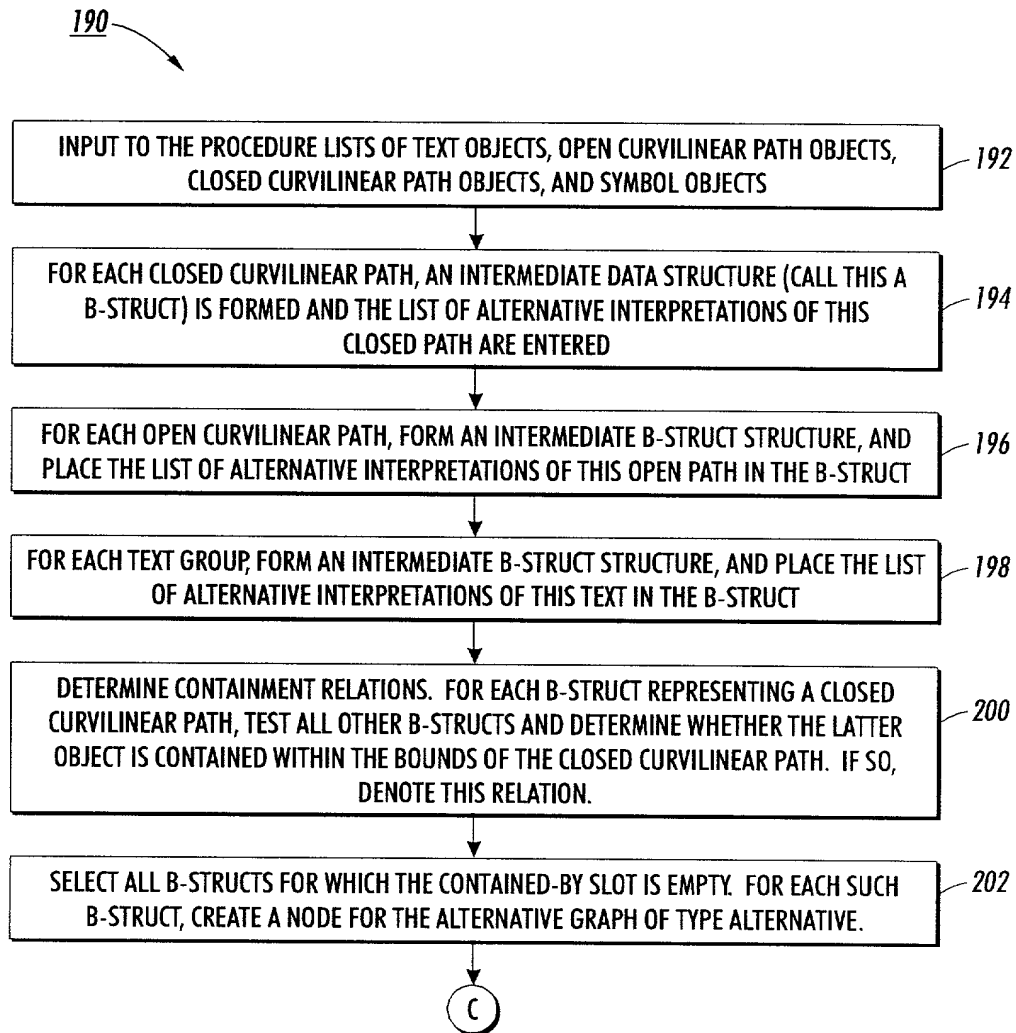 190
INPUT TO THE PROCEDURE LISTS OF TEXT OBJECTS, OPEN CURVILINEAR PATH OBJECTS,
CLOSED CURVILINEAR PATH OBJECTS, AND SYMBOL OBJECTS
192
FOR EACH CLOSED CURVILINEAR PATH, AN INTERMEDIATE DATA STRUCTURE (CALL THIS A
B-STRUCT) IS FORMED AND THE LIST OF ALTERNATIVE INTERPRETATIONS OF THIS
CLOSED PATH ARE ENTERED
194
FOR EACH OPEN CURVILINEAR PATH, FORM AN INTERMEDIATE B-STRUCT STRUCTURE, AND
PLACE THE LIST OF ALTERNATIVE INTERPRETATIONS OF THIS OPEN PATH IN THE B-STRUCT
196
FOR EACH TEXT GROUP, FORM AN INTERMEDIATE B-STRUCT STRUCTURE, AND PLACE THE LIST
OF ALTERNATIVE INTERPRETATIONS OF THIS TEXT IN THE B-STRUCT
198
DETERMINE CONTAINMENT RELATIONS. FOR EACH B-STRUCT REPRESENTING A CLOSED
CURVILINEAR PATH, TEST ALL OTHER B-STRUCTS AND DETERMINE WHETHER THE LATTER
OBJECT IS CONTAINED WITHIN THE BOUNDS OF THE CLOSED CURVILINEAR PATH. IF SO,
DENOTE THIS RELATION.
200
SELECT ALL B-STRUCTS FOR WHICH THE CONTAINED-BY SLOT IS EMPTY. FOR EACH SUCH
B-STRUCT, CREATE A NODE FOR THE ALTERNATIVE GRAPH OF TYPE ALTERNATIVE.
202
C